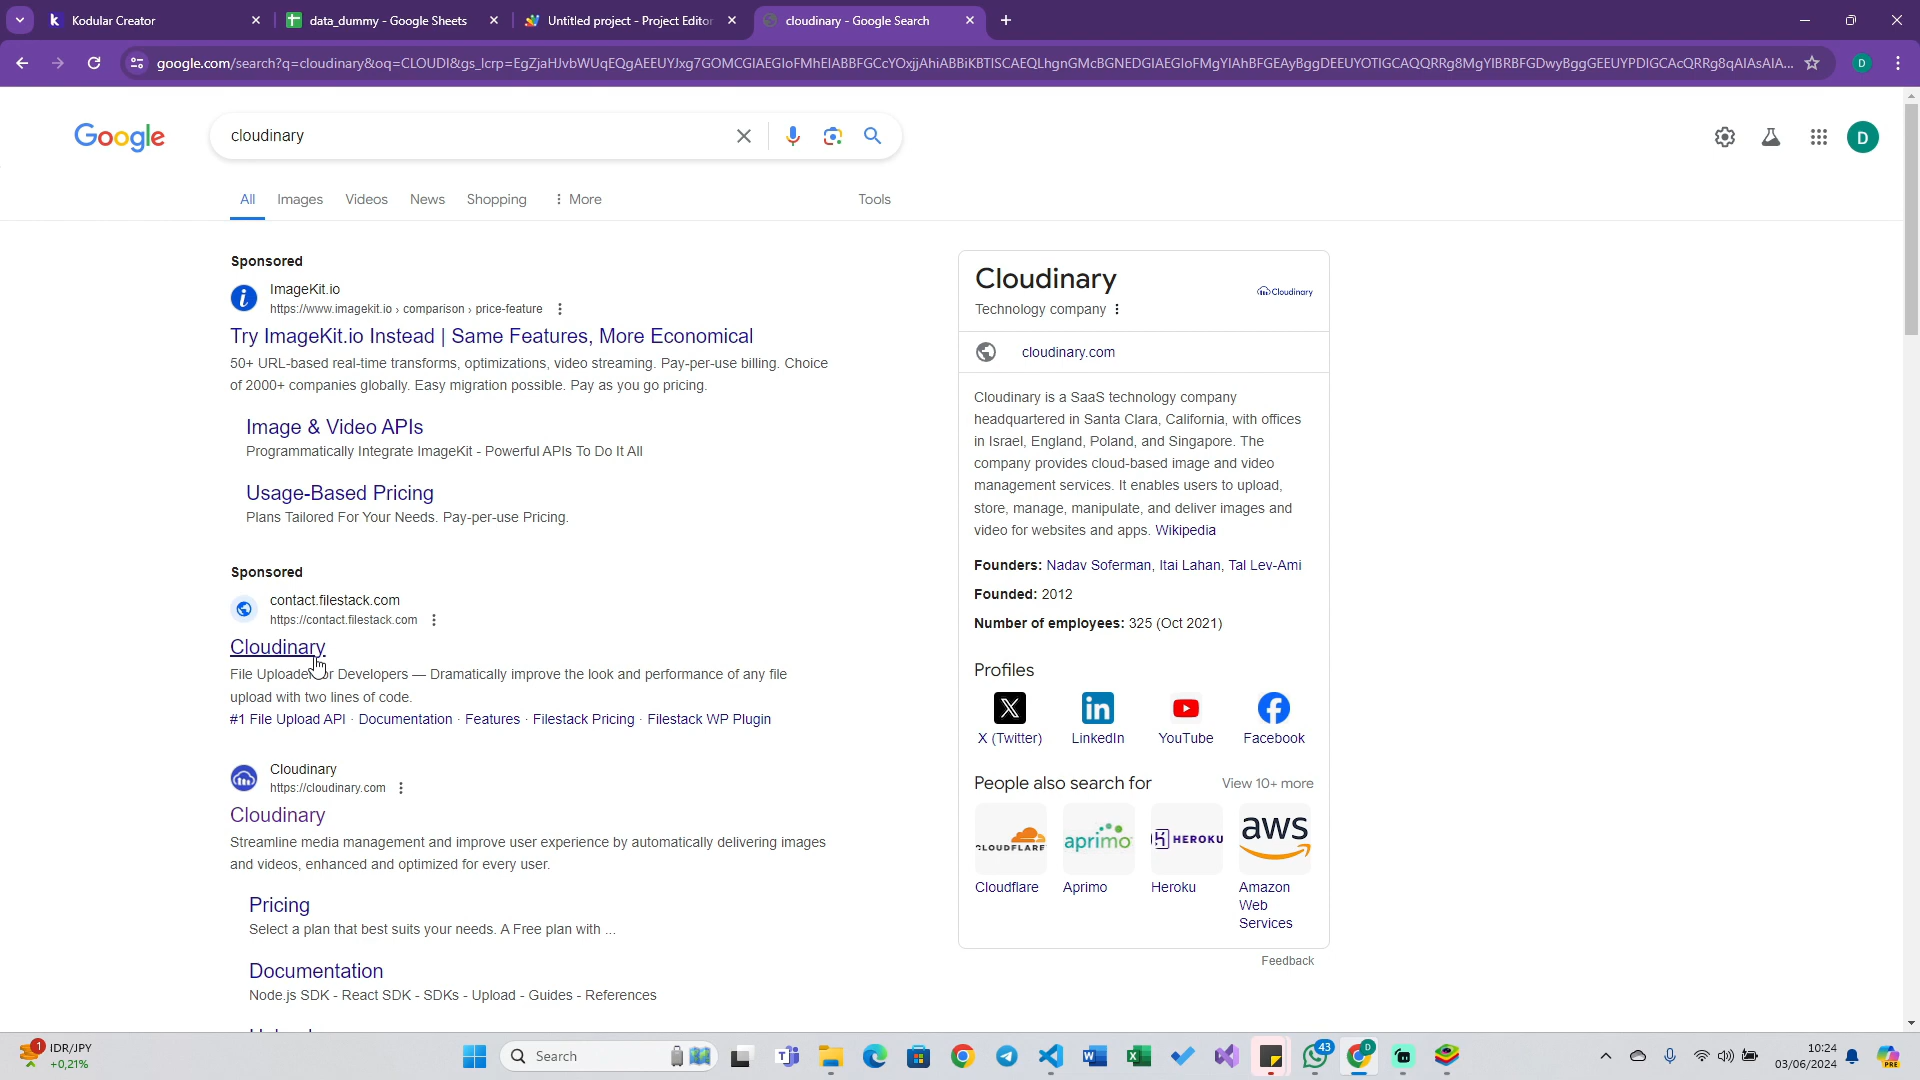 Kodular Creator
data_dummy - Google Sheets
Untitled project - Project Editor
cloudinary - Google Search
Google
cloudinary
All
Images
Videos
News
Shopping
More
Tools
D
Sponsored
ImageKit.io
https://www.imagekit.io › comparison › price-feature
Try ImageKit.io Instead | Same Features, More Economical
50+ URL-based real-time transforms, optimizations, video streaming. Pay-per-use billing. Choice
of 2000+ companies globally. Easy migration possible. Pay as you go pricing.
Image & Video APIs
Programmatically Integrate ImageKit - Powerful APIs To Do It All
Usage-Based Pricing
Plans Tailored For Your Needs. Pay-per-use Pricing.
Sponsored
contact.filestack.com
https://contact.filestack.com
Cloudinary
File Uploader for Developers — Dramatically improve the look and performance of any file
upload with two lines of code.
#1 File Upload API · Documentation · Features · Filestack Pricing · Filestack WP Plugin
Cloudinary
https://cloudinary.com
Cloudinary
Streamline media management and improve user experience by automatically delivering images
and videos, enhanced and optimized for every user.
Pricing
Select a plan that best suits your needs. A Free plan with ...
Documentation
Node.js SDK - React SDK - SDKs - Upload - Guides - References
Cloudinary
Technology company
Cloudinary
cloudinary.com
Cloudinary is a SaaS technology company
headquartered in Santa Clara, California, with offices
in Israel, England, Poland, and Singapore. The
company provides cloud-based image and video
management services. It enables users to upload,
store, manage, manipulate, and deliver images and
video for websites and apps. Wikipedia
Founders: Nadav Soferman, Itai Lahan, Tal Lev-Ami
Founded: 2012
Number of employees: 325 (Oct 2021)
Profiles
X (Twitter)
LinkedIn
YouTube
Facebook
People also search for
View 10+ more
CLOUDFLARE
aprimo
HEROKU
aws
Cloudflare
Aprimo
Heroku
Amazon
Web
Services
Feedback
1
IDR/JPY
+0,21%
Search
43
10:24
03/06/2024